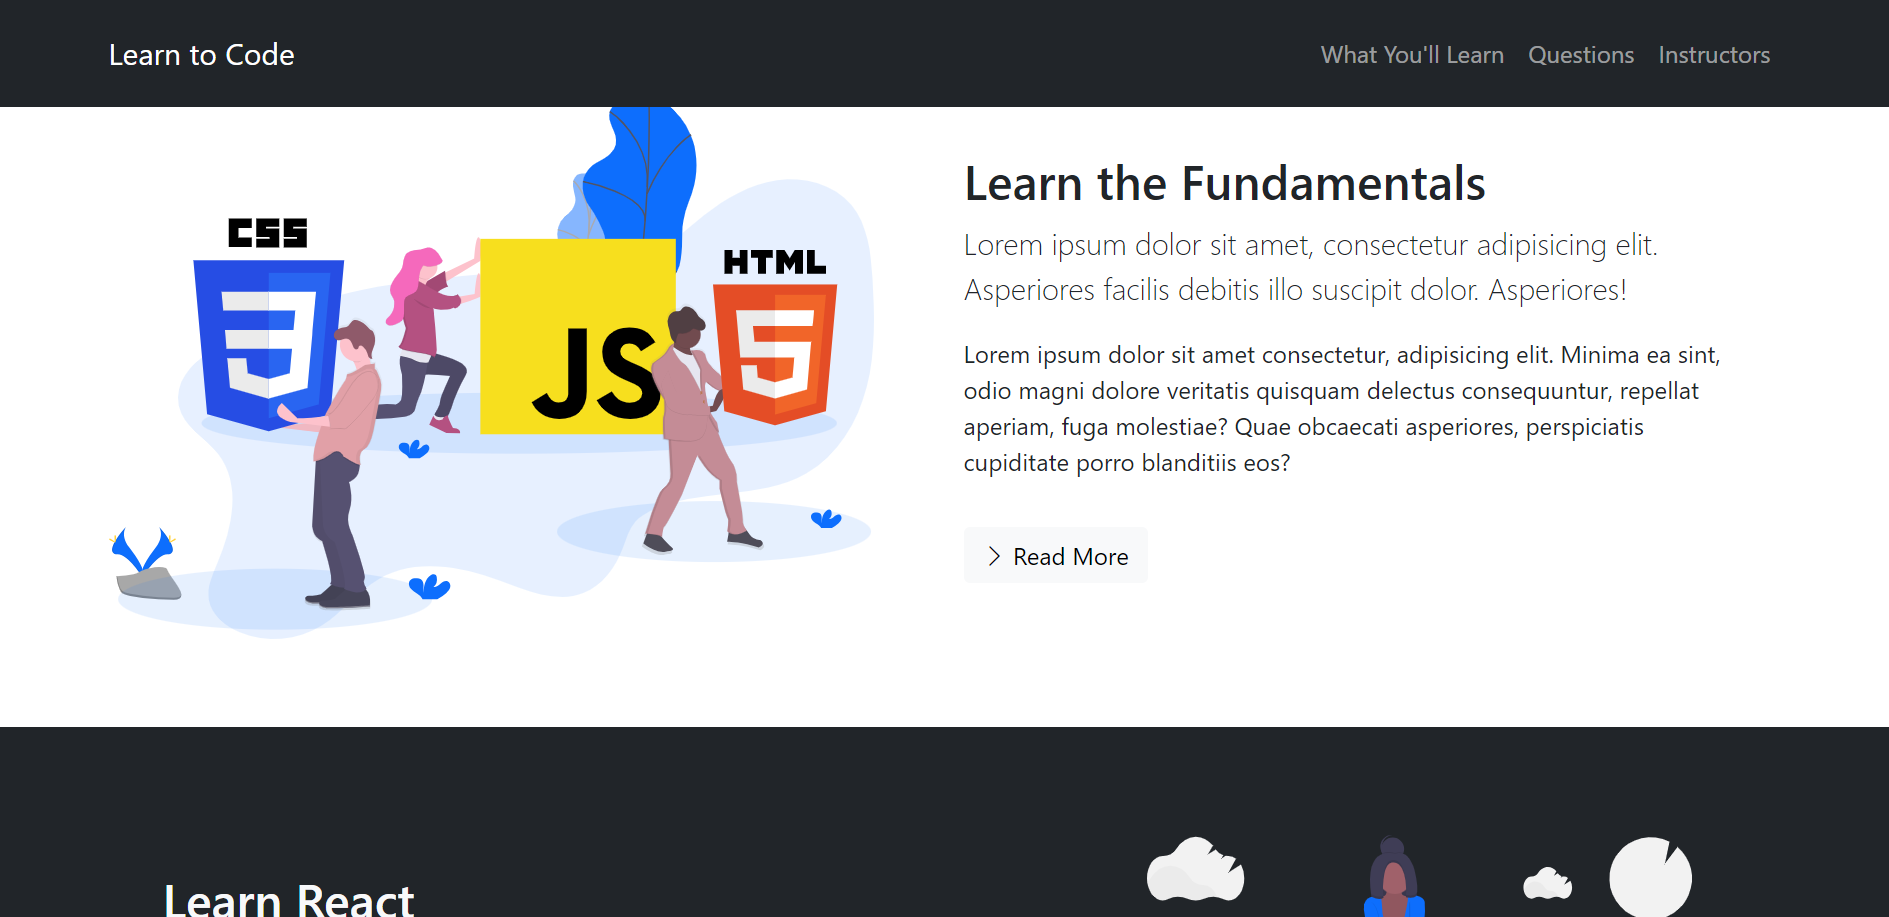 Learn to Code
What You'll Learn
Questions
Instructors
CSS
HTML
JS
Learn the Fundamentals
Lorem ipsum dolor sit amet, consectetur adipisicing elit.
Asperiores facilis debitis illo suscipit dolor. Asperiores!
Lorem ipsum dolor sit amet consectetur, adipisicing elit. Minima ea sint,
odio magni dolore veritatis quisquam delectus consequuntur, repellat
aperiam, fuga molestiae? Quae obcaecati asperiores, perspiciatis
cupiditate porro blanditiis eos?
Read More
Learn React